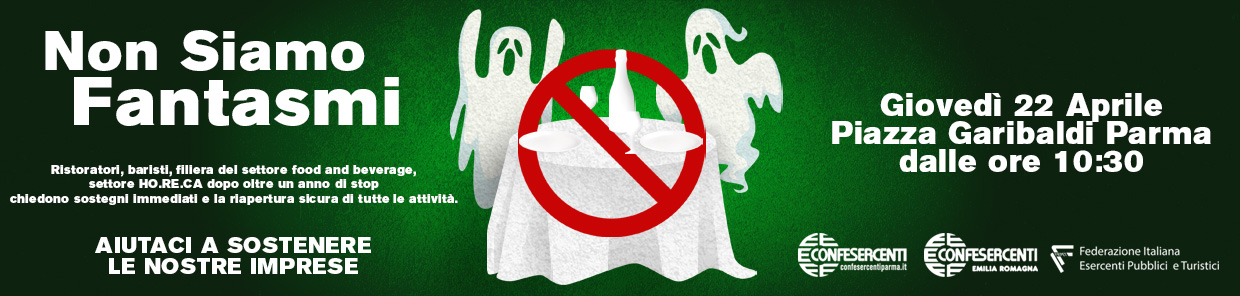 Non Siamo
Fantasmi
Ristoratori, baristi, filiera del settore food and beverage,
settore HO.RE.CA dopo oltre un anno di stop
chiedono sostegni immediati e la riapertura sicura di tutte le attività.
AIUTACI A SOSTENERE
LE NOSTRE IMPRESE
Giovedì 22 Aprile
Piazza Garibaldi Parma
dalle ore 10:30
CONFESERCENTI
confesercentiparma.it
CONFESERCENTI
EMILIA ROMAGNA
Federazione Italiana
Esercenti Pubblici e Turistici